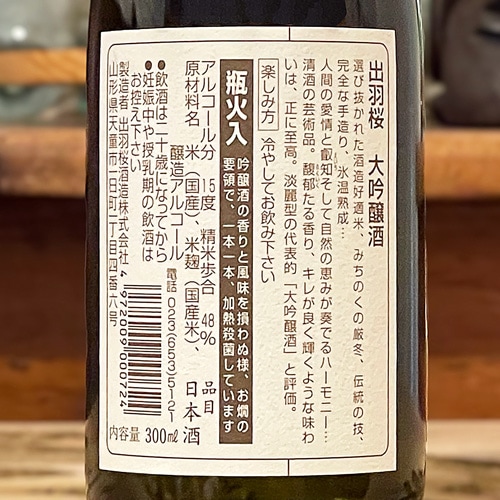 出羽桜 大吟醸酒
選び抜かれた酒造好適米、みちのくの厳冬、伝統の技、
完全な手造り、氷温熟成…
人間の愛情と叡知そして自然の恵みが奏でるハーモニー…
清酒の芸術品。馥郁たる香り、キレが良く輝くような味わ
いは、正に至高。淡麗型の代表的「大吟醸酒」と評価。
楽しみ方 冷やしてお飲み下さい
瓶火入
吟醸酒の香りと風味を損わぬ様、お燗の
要領で、一本一本、加熱殺菌しています
アルコール分 15度 精米歩合 48%
原材料名 米(国産)、米麹(国産米)、
醸造アルコール
品目 日本酒
●飲酒は二十歳になってから
●妊娠中や授乳期の飲酒は
お控え下さい
電話 023(653)5121
製造者 出羽桜酒造株式会社
山形県天童市一日町一丁目四番六号
4972009000724
内容量 300ml